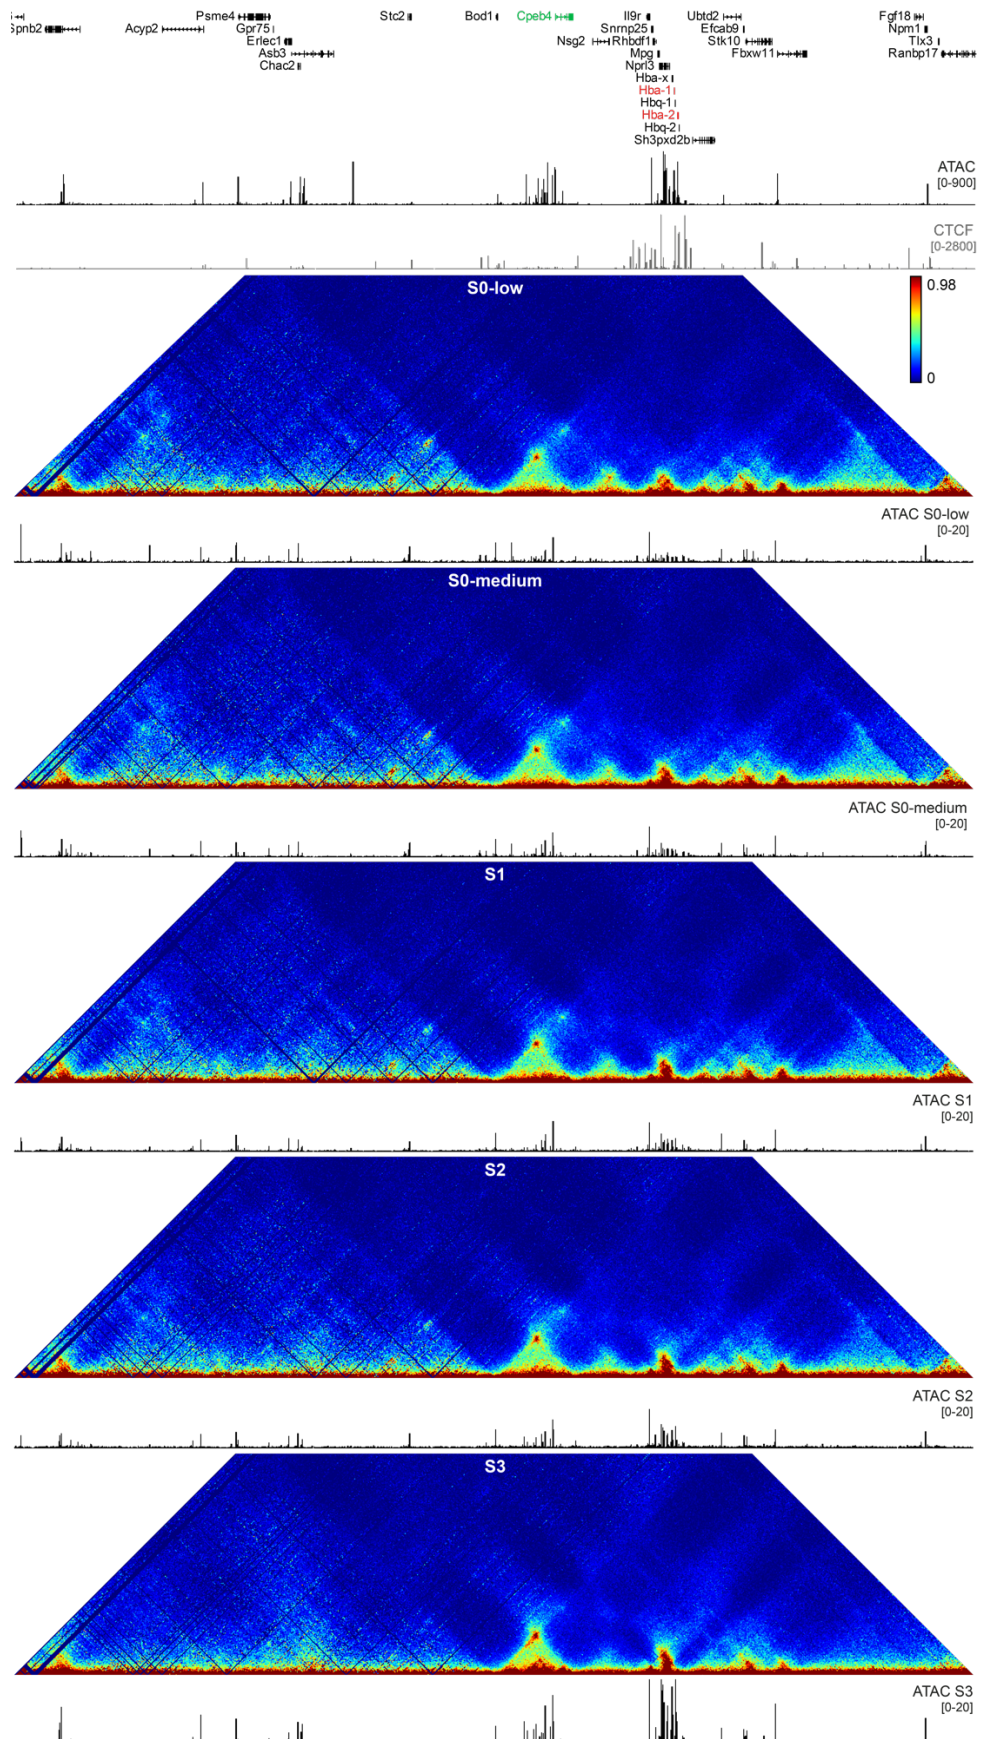 Psme4 Stc2 Bod1 Cpeb4 Il9r Ubtd2 Fgf18
Spnb2 Acyp2 Gpr75 Snrnp25 Efcab9 Npm1
Erlec1 Nsg2 Rhbdf1 Stk10 Tlx3
Asb3 Mpg Fbxw11 Ranbp17
Chac2 Nprl3
Hba-x
Hba-1
Hbq-1
Hba-2
Hbq-2
Sh3pxd2b
ATAC
[0-900]
CTCF
[0-2800]
S0-low
0.98
0
ATAC S0-low
[0-20]
S0-medium
ATAC S0-medium
[0-20]
S1
ATAC S1
[0-20]
S2
ATAC S2
[0-20]
S3
ATAC S3
[0-20]